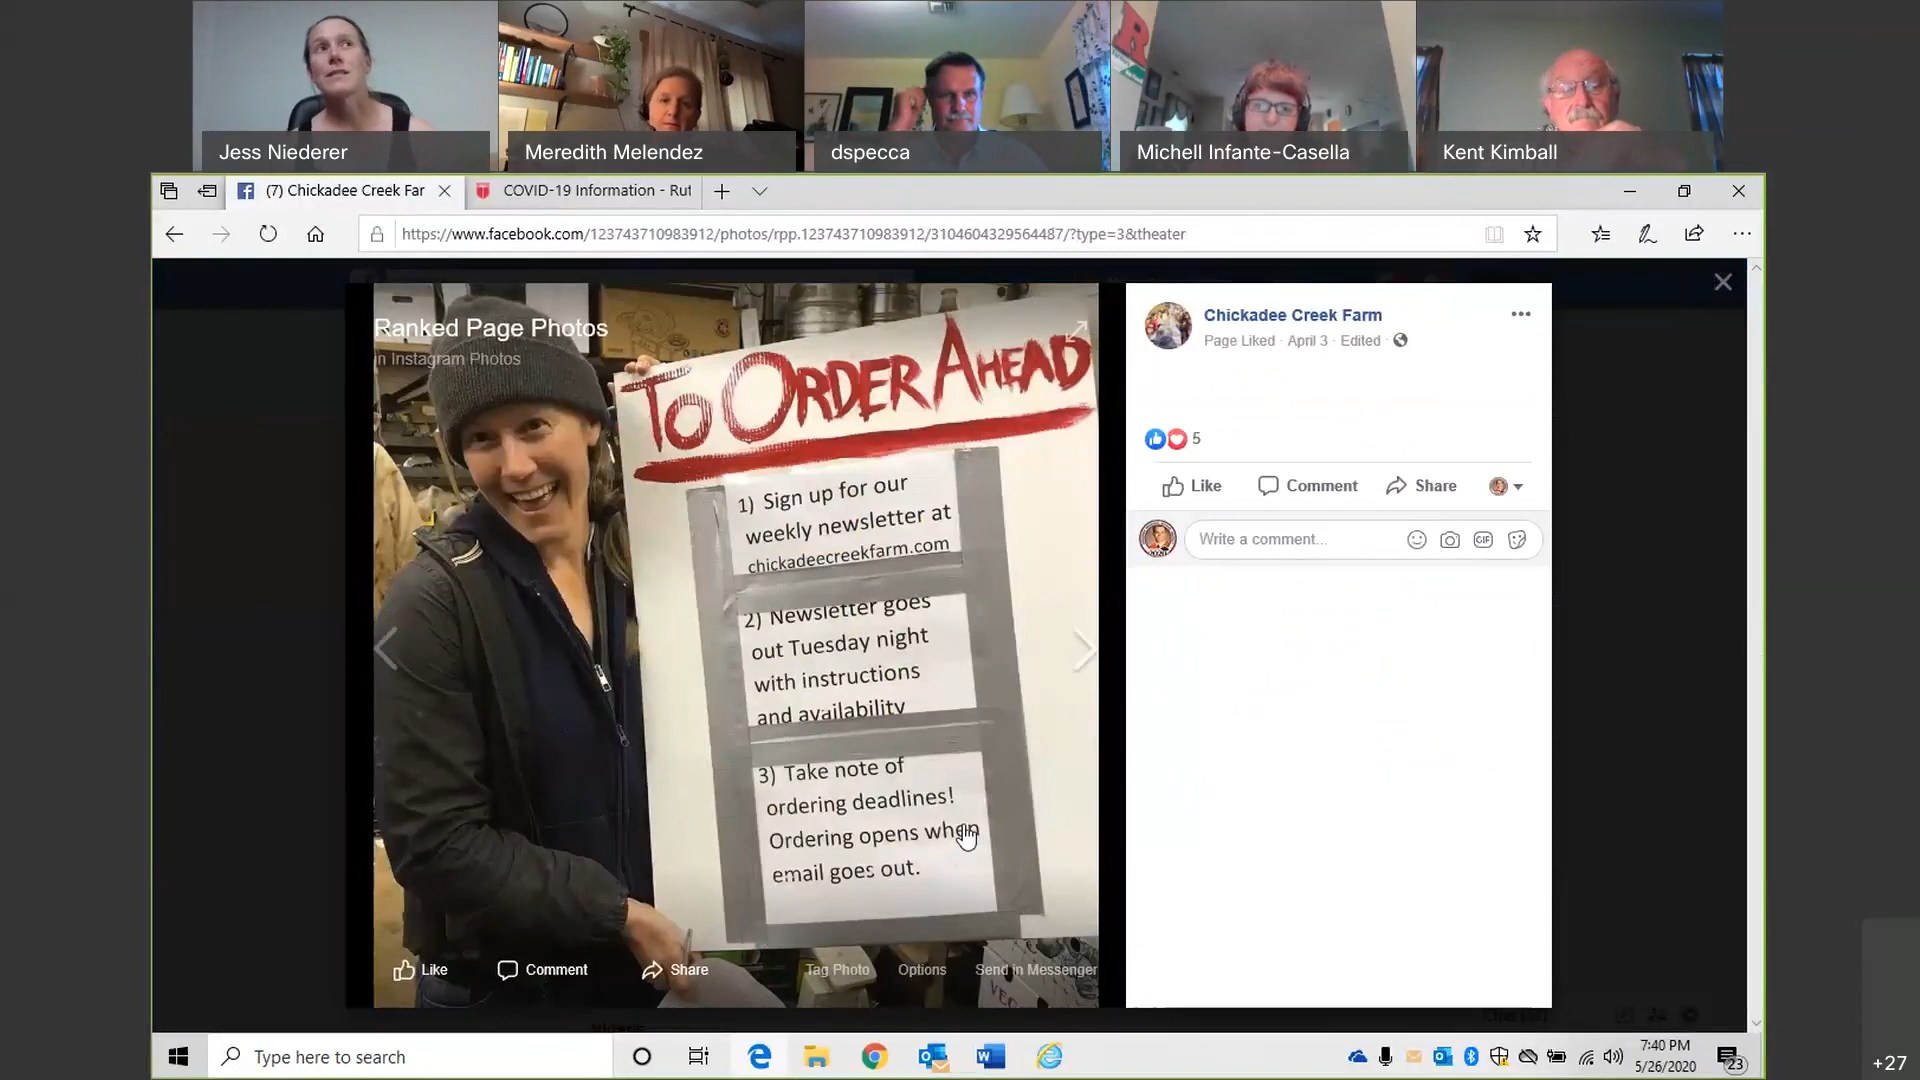 Jess Niederer
Meredith Melendez
dspecca
Michell Infante-Casella
Kent Kimball
R
(7) Chickadee Creek Far
COVID-19 Information - Rut
https://www.facebook.com/123743710983912/photos/rpp.123743710983912/3104604329564487/?type=3&theater
Ranked Page Photos
in Instagram Photos
TO ORDER AHEAD
1) Sign up for our
weekly newsletter at
chickadeecreekfarm.com
2) Newsletter goes
out Tuesday night
with instructions
and availability
3) Take note of
ordering deadlines!
Ordering opens when
email goes out.
Like
Comment
Share
Tag Photo
Options
Send in Messenger
Chickadee Creek Farm
Page Liked · April 3 · Edited ·
5
Like
Comment
Share
Write a comment...
GIF
Type here to search
7:40 PM
5/26/2020
23
+27